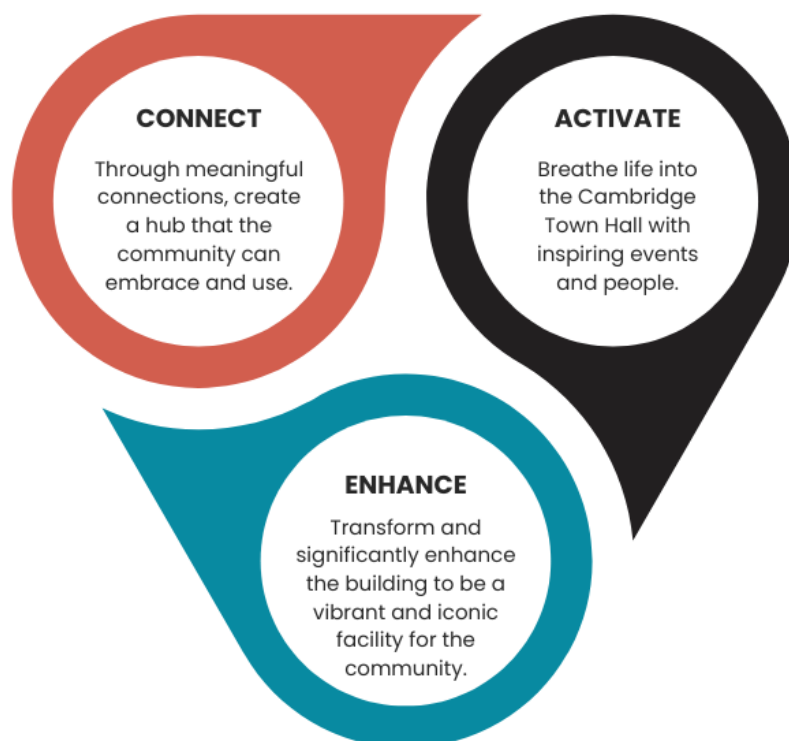 CONNECT
Through meaningful
connections, create
a hub that the
community can
embrace and use.
ACTIVATE
Breathe life into
the Cambridge
Town Hall with
inspiring events
and people.
ENHANCE
Transform and
significantly enhance
the building to be a
vibrant and iconic
facility for the
community.